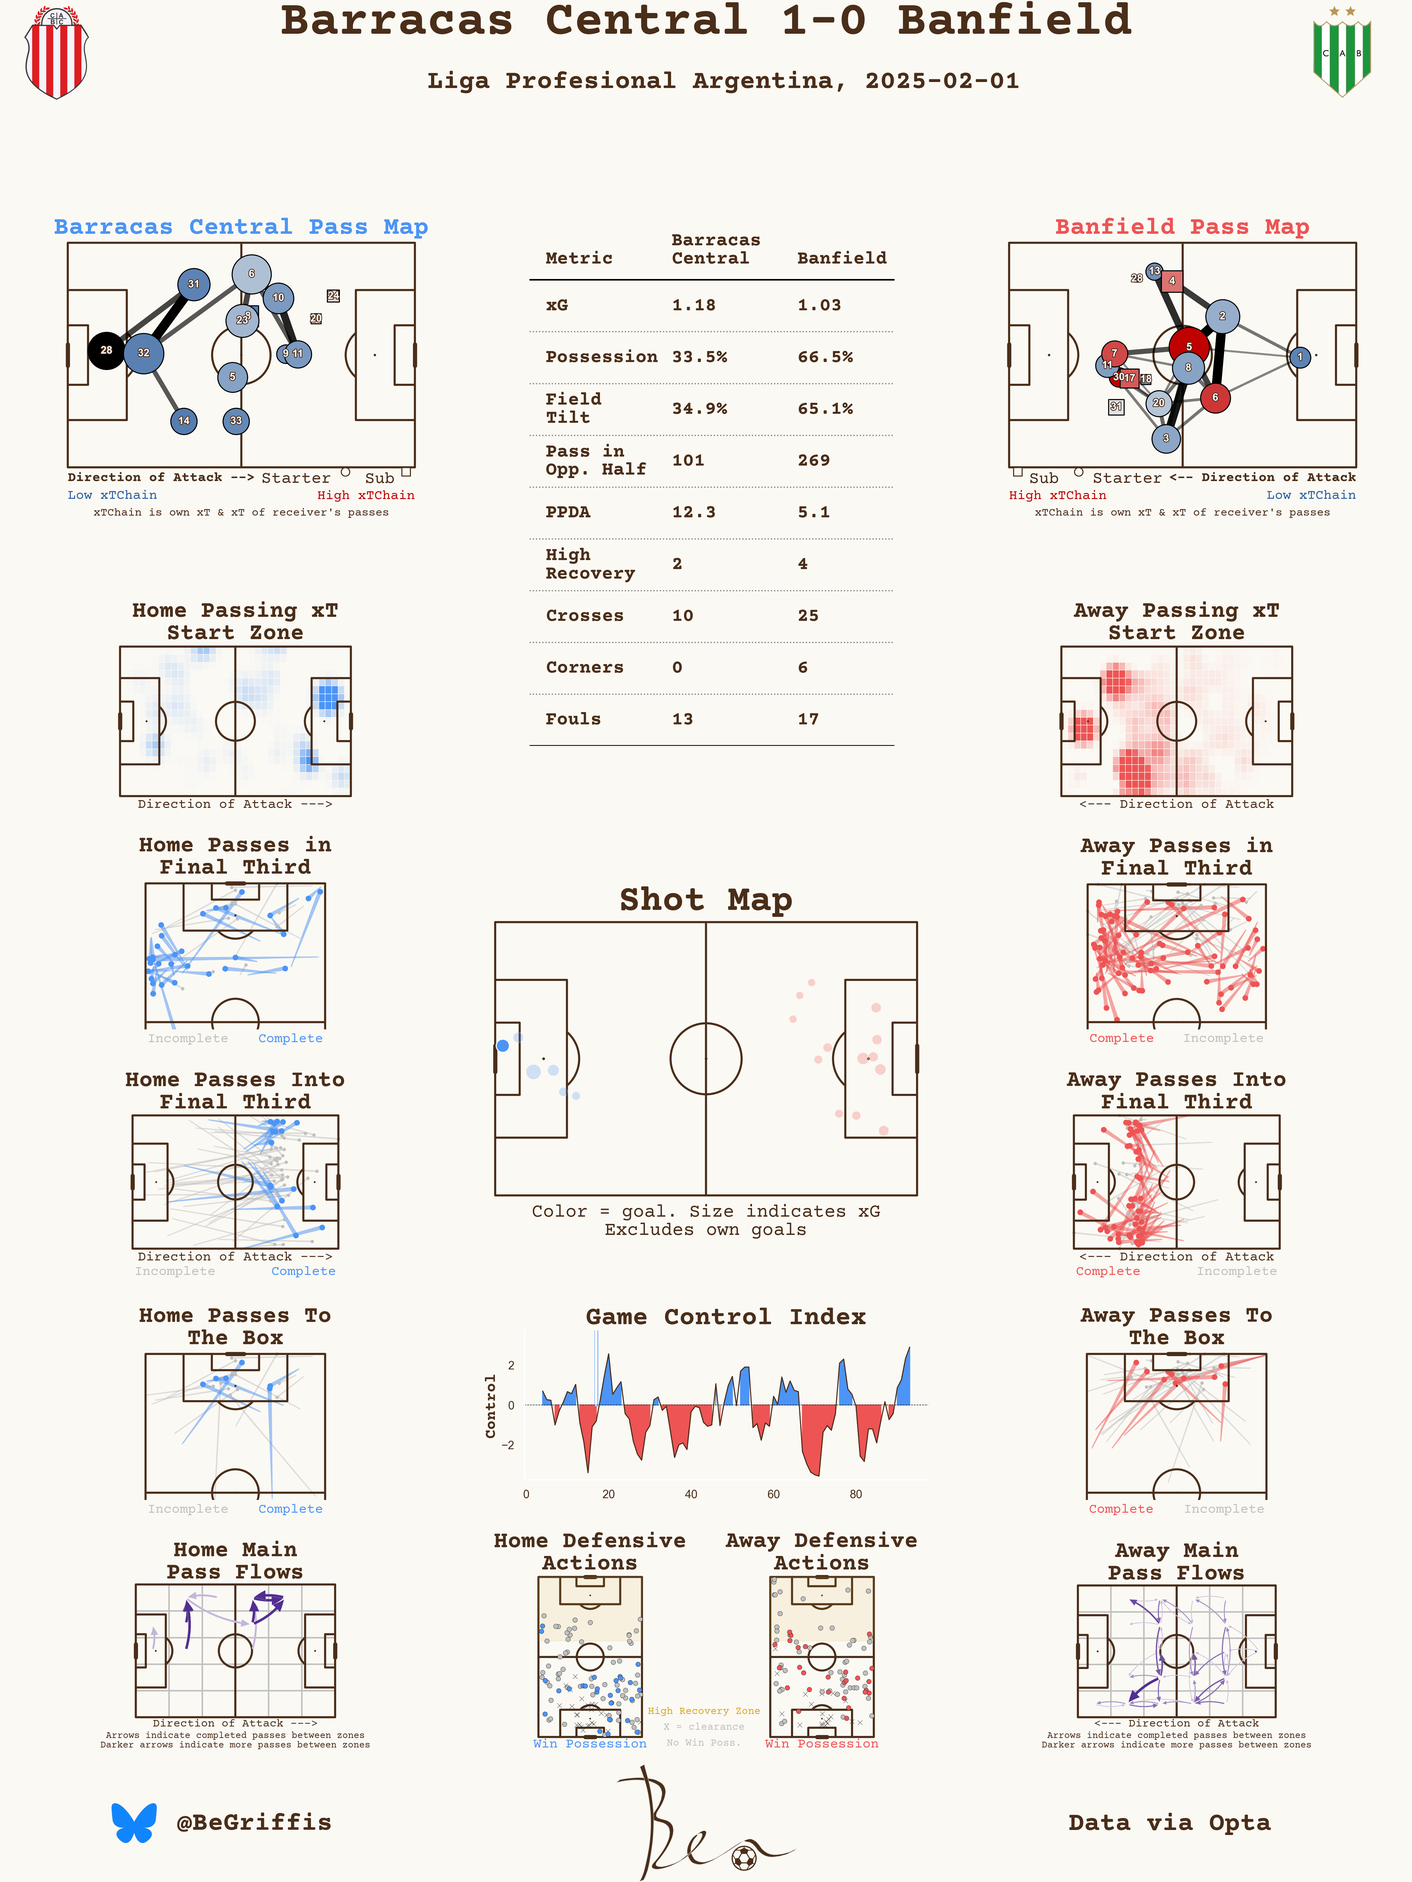 Barracas Central 1-0 Banfield
Liga Profesional Argentina, 2025-02-01
C A
B C
C A B
Barracas Central Pass Map
31
6
10
24
8
23
20
28
32
9
11
5
14
33
Direction of Attack --> Starter Sub
Low xTChain High xTChain
xTChain is own xT & xT of receiver's passes
Metric Barracas Central Banfield
xG 1.18 1.03
Possession 33.5% 66.5%
Field Tilt 34.9% 65.1%
Pass in Opp. Half 101 269
PPDA 12.3 5.1
High Recovery 2 4
Crosses 10 25
Corners 0 6
Fouls 13 17
Banfield Pass Map
13
28
4
2
5
7
1
11
8
30
17
18
20
6
31
3
Sub Starter <-- Direction of Attack
High xTChain Low xTChain
xTChain is own xT & xT of receiver's passes
Home Passing xT
Start Zone
Direction of Attack --->
Away Passing xT
Start Zone
<--- Direction of Attack
Home Passes in
Final Third
Incomplete Complete
Away Passes in
Final Third
Complete Incomplete
Shot Map
Color = goal. Size indicates xG
Excludes own goals
Home Passes Into
Final Third
Direction of Attack --->
Incomplete Complete
Away Passes Into
Final Third
<--- Direction of Attack
Complete Incomplete
Home Passes To
The Box
Incomplete Complete
Game Control Index
Control
2
0
−2
0 20 40 60 80
Away Passes To
The Box
Complete Incomplete
Home Main
Pass Flows
Direction of Attack --->
Arrows indicate completed passes between zones
Darker arrows indicate more passes between zones
Home Defensive
Actions
Win Possession
Away Defensive
Actions
Win Possession
High Recovery Zone
X = clearance
No Win Poss.
Away Main
Pass Flows
<--- Direction of Attack
Arrows indicate completed passes between zones
Darker arrows indicate more passes between zones
@BeGriffis
Ben
Data via Opta